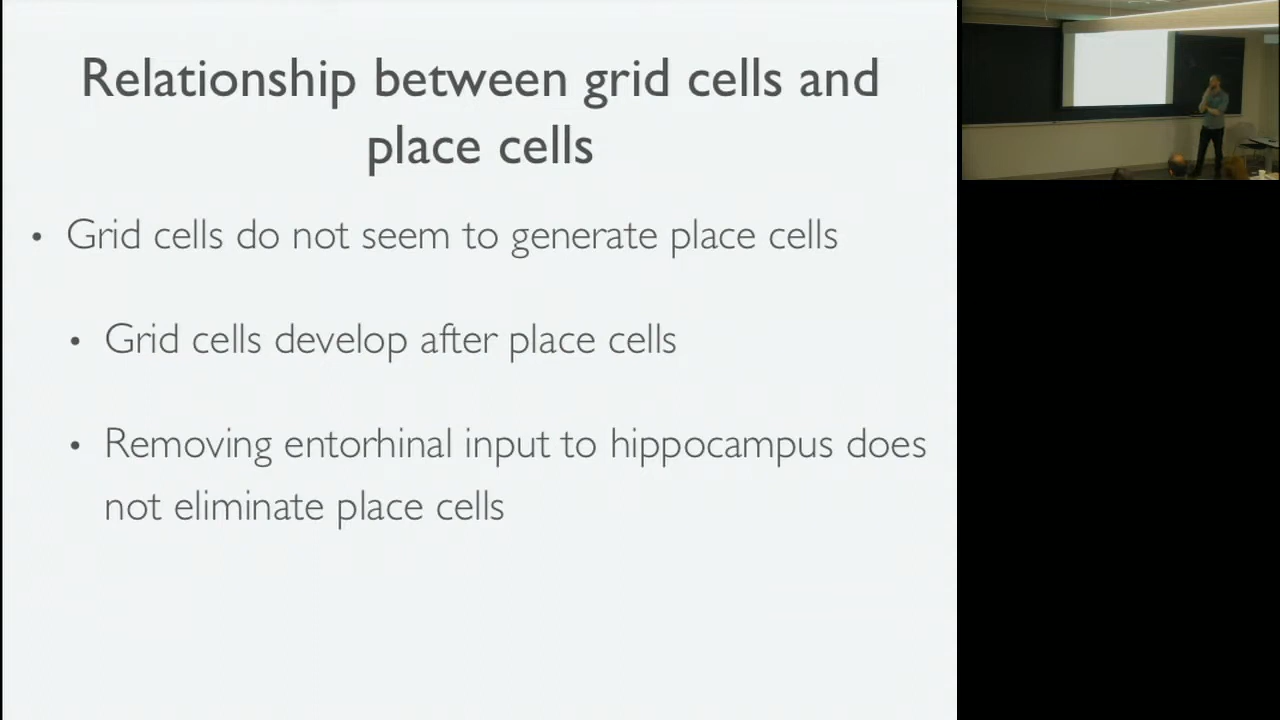 Relationship between grid cells and
place cells
• Grid cells do not seem to generate place cells
• Grid cells develop after place cells
• Removing entorhinal input to hippocampus does
not eliminate place cells